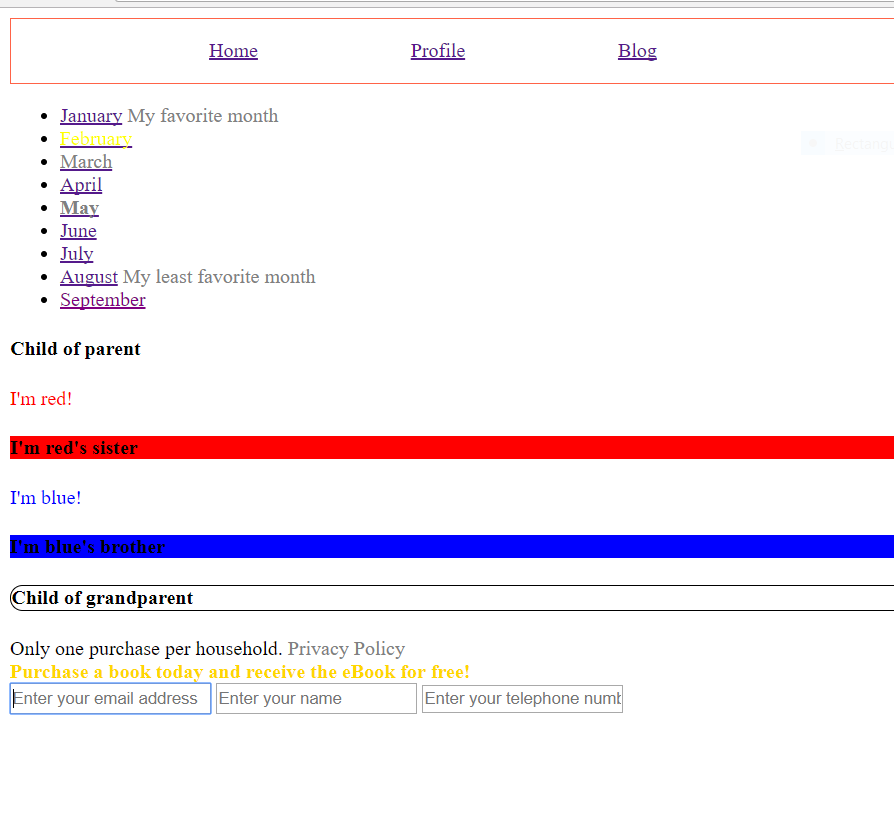 Home Profile Blog
January My favorite month
February
March
April
May
June
July
August My least favorite month
September
Child of parent
I'm red!
I'm red's sister
I'm blue!
I'm blue's brother
Child of grandparent
Only one purchase per household. Privacy Policy
Purchase a book today and receive the eBook for free!
Enter your email address Enter your name Enter your telephone numb